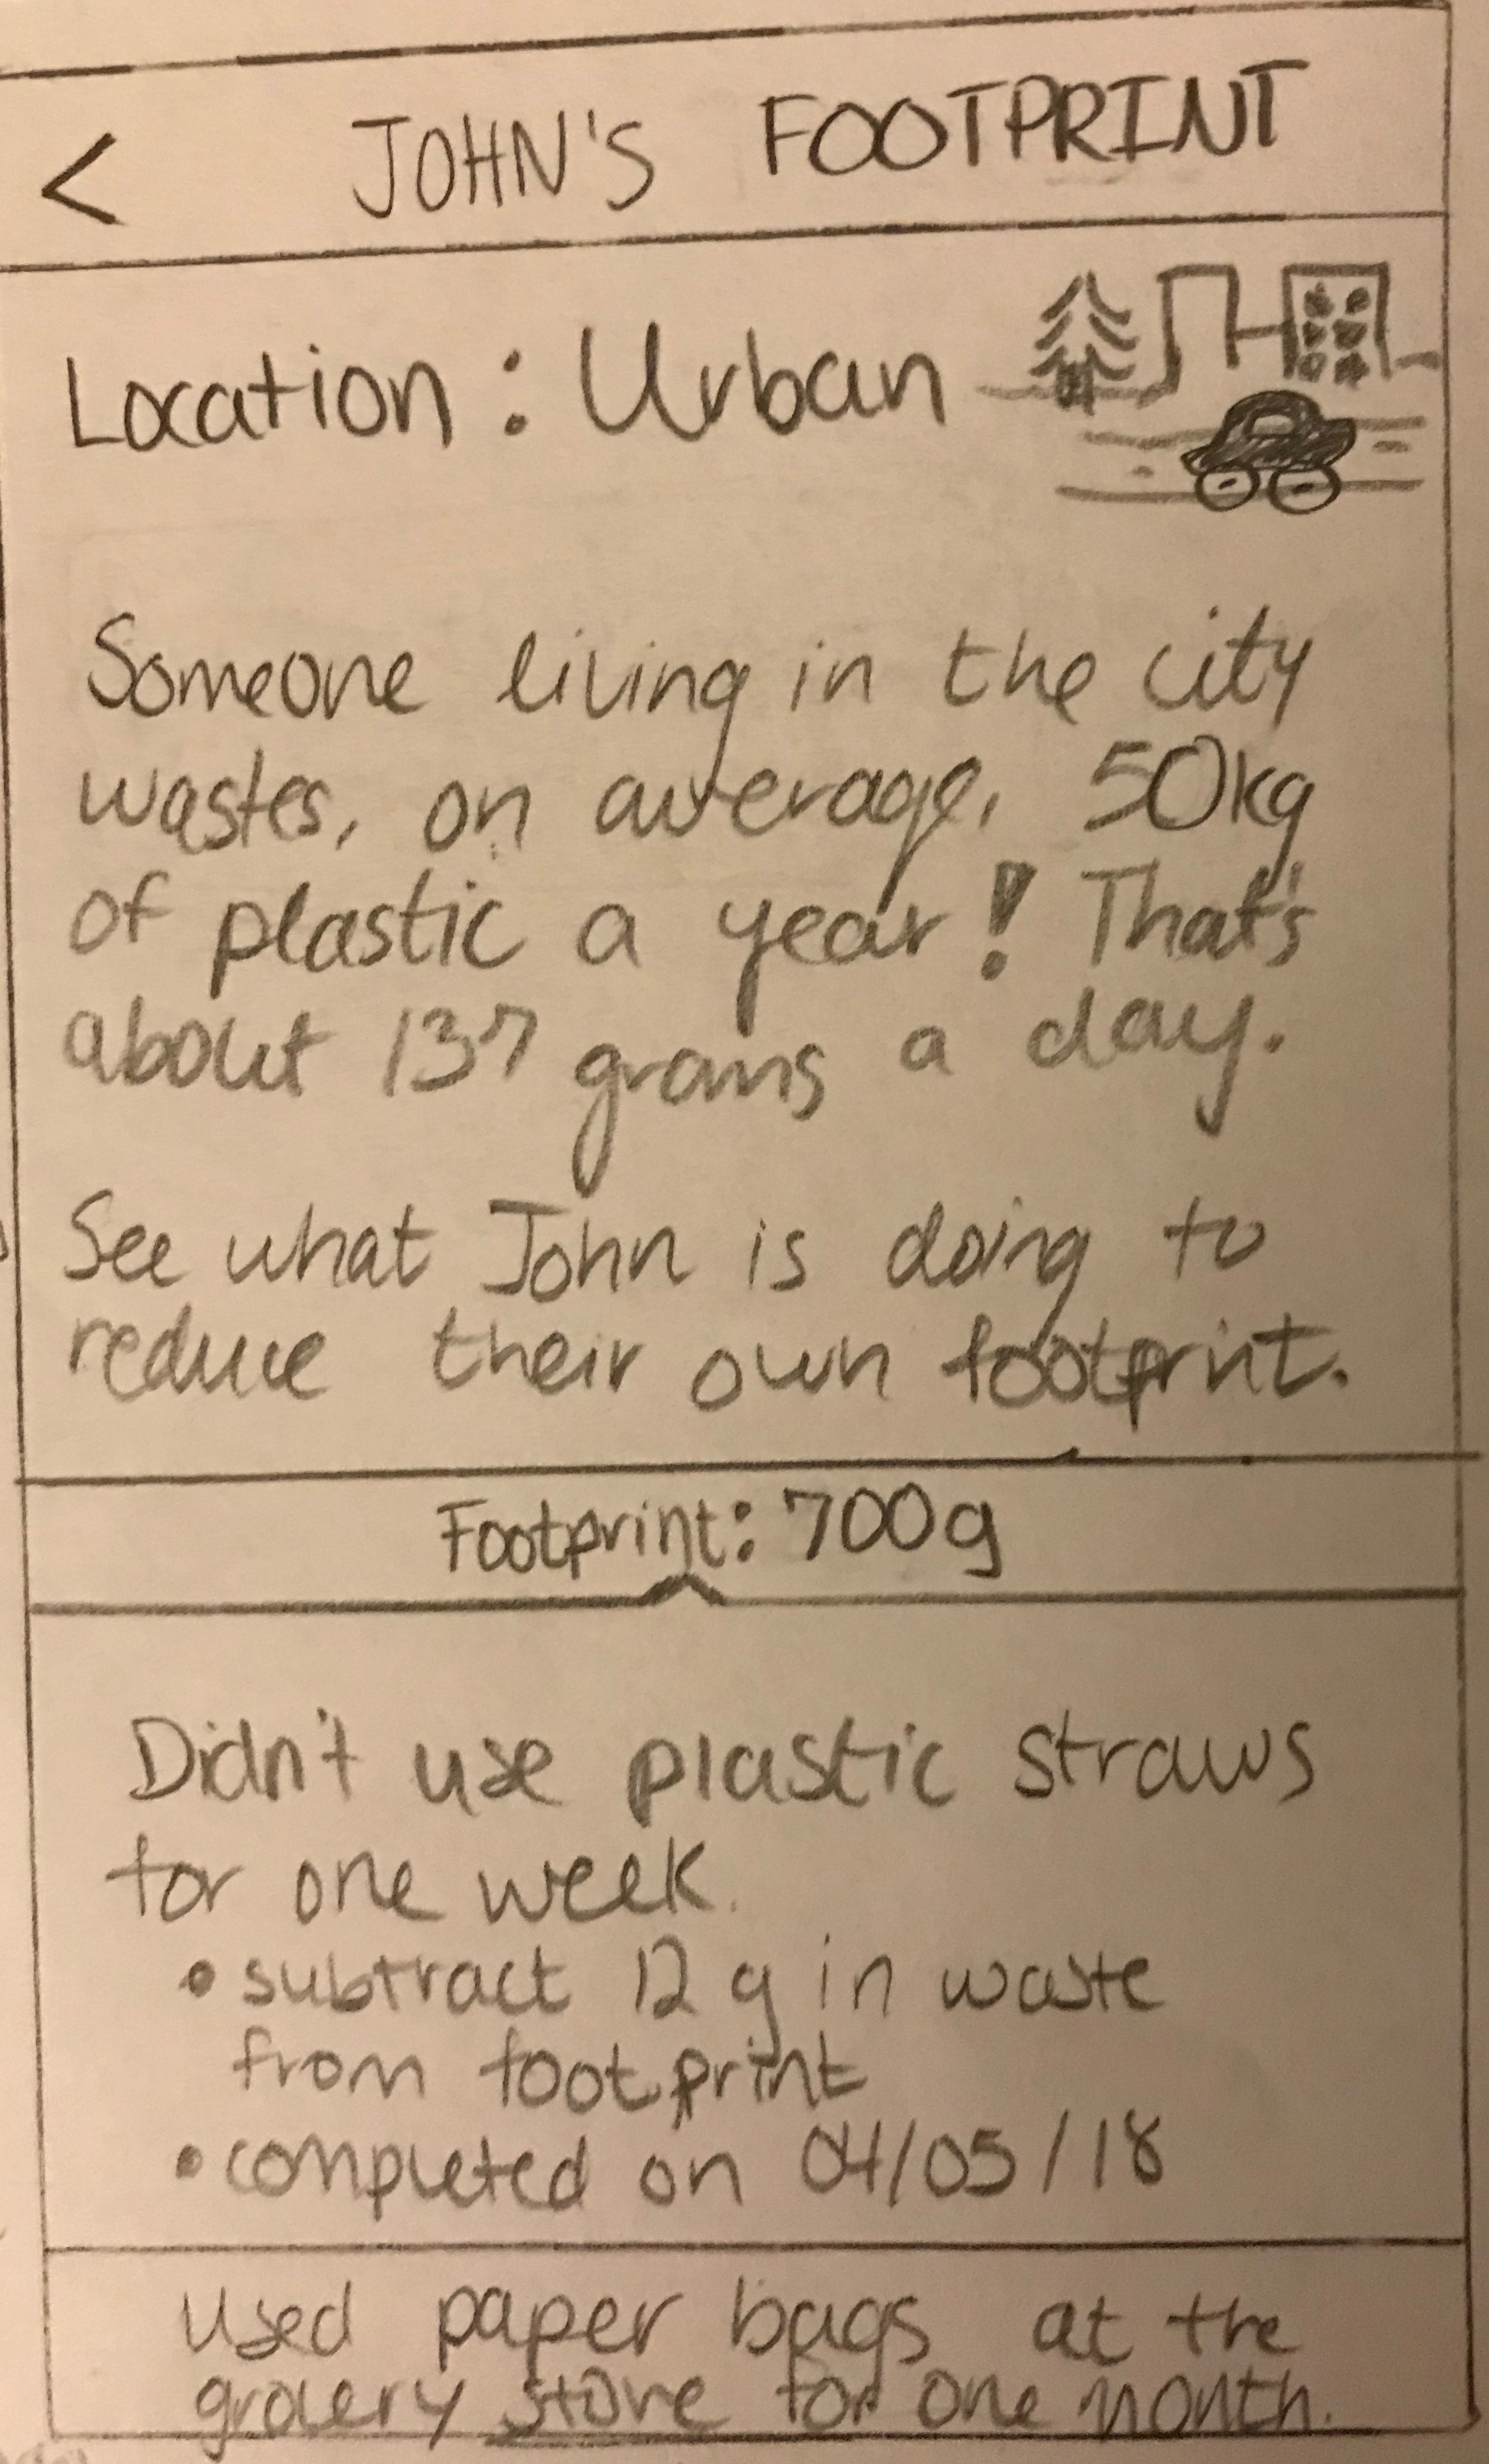 < JOHN'S FOOTPRINT
Location: Urban
Someone living in the city
wastes, on average, 50kg
of plastic a year! That's
about 137 grams a day.
See what John is doing to
reduce their own footprint.
Footprint: 700g
Didn't use plastic straws
for one week.
• subtract 12 g in waste
from footprint
• completed on 04/05/18
Used paper bags at the
grocery store for one month.